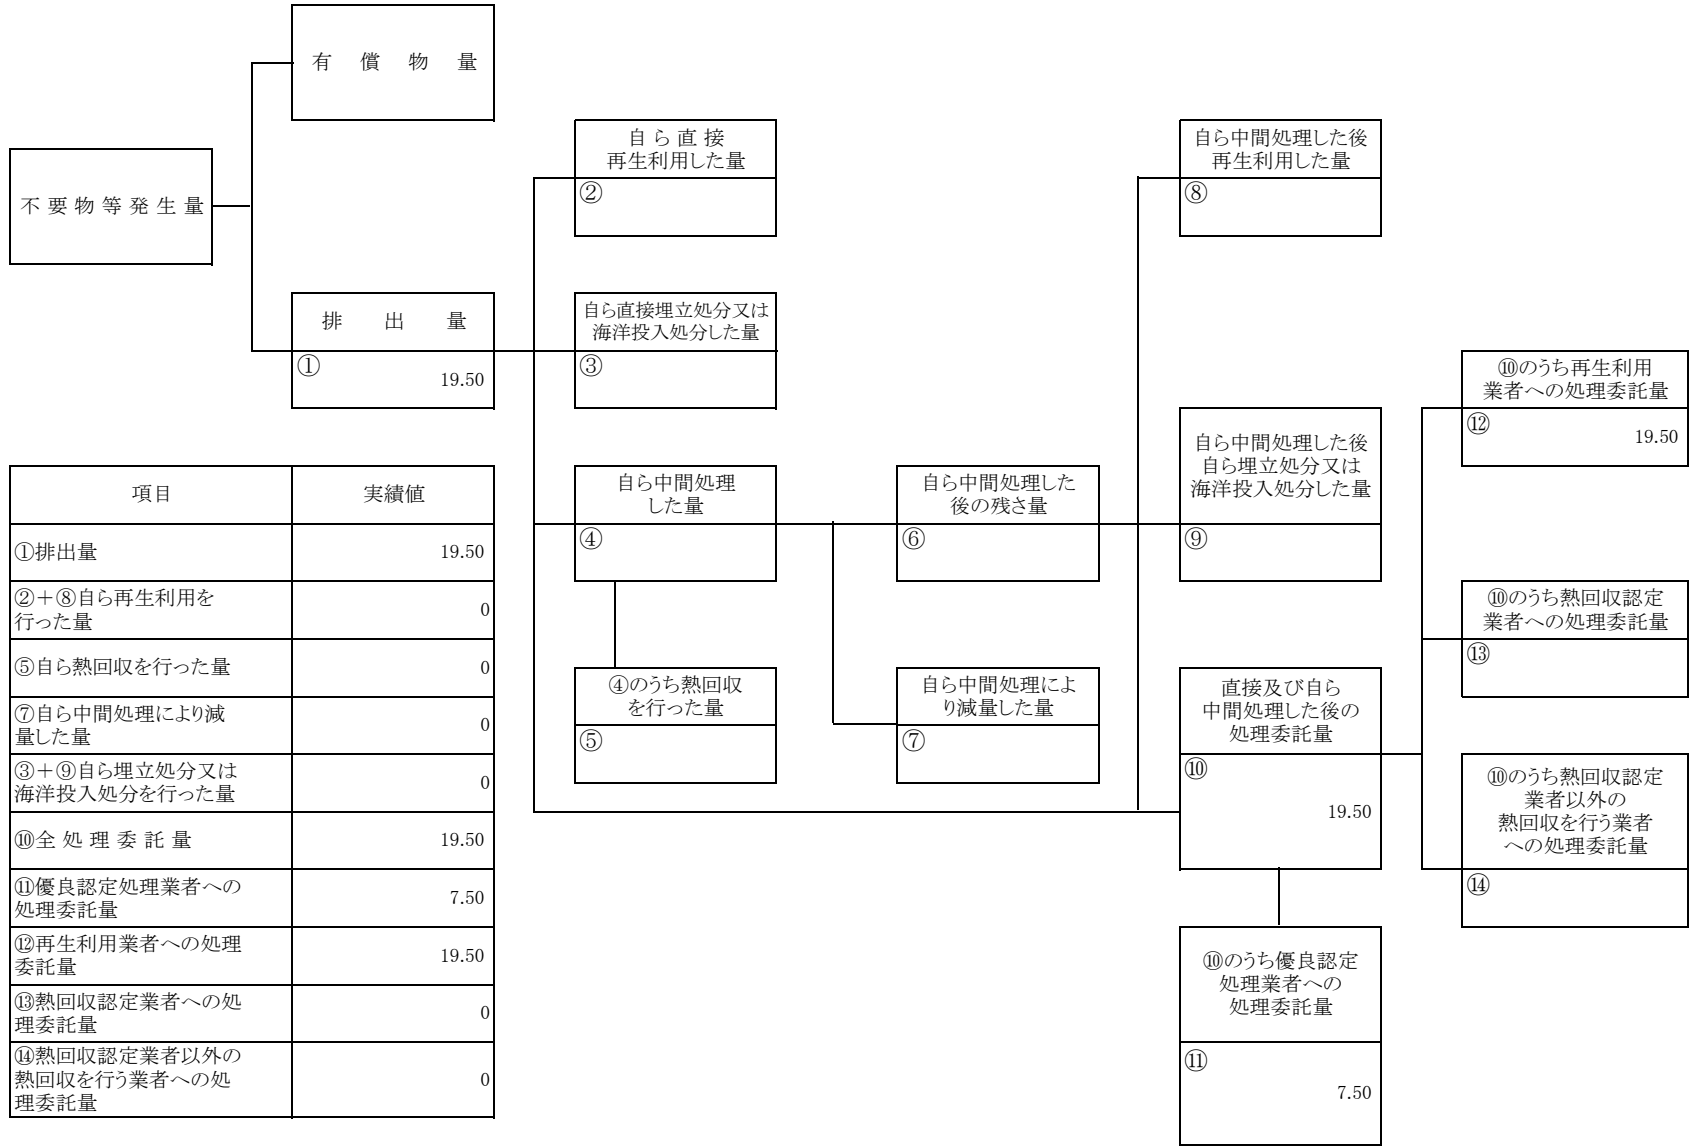 有償物量
不要物等発生量
排出量
①
19.50
自ら直接
再生利用した量
②
自ら直接埋立処分又は
海洋投入処分した量
③
自ら中間処理
した量
④
④のうち熱回収
を行った量
⑤
自ら中間処理した
後の残さ量
⑥
自ら中間処理によ
り減量した量
⑦
自ら中間処理した後
再生利用した量
⑧
自ら中間処理した後
自ら埋立処分又は
海洋投入処分した量
⑨
直接及び自ら
中間処理した後の
処理委託量
⑩
19.50
⑩のうち優良認定
処理業者への
処理委託量
⑪
7.50
⑩のうち再生利用
業者への処理委託量
⑫
19.50
⑩のうち熱回収認定
業者への処理委託量
⑬
⑩のうち熱回収認定
業者以外の
熱回収を行う業者
への処理委託量
⑭
項目 実績値
①排出量 19.50
②＋⑧自ら再生利用を
行った量 0
⑤自ら熱回収を行った量 0
⑦自ら中間処理により減
量した量 0
③＋⑨自ら埋立処分又は
海洋投入処分を行った量 0
⑩全処理委託量 19.50
⑪優良認定処理業者への
処理委託量 7.50
⑫再生利用業者への処理
委託量 19.50
⑬熱回収認定業者への処
理委託量 0
⑭熱回収認定業者以外の
熱回収を行う業者への処
理委託量 0